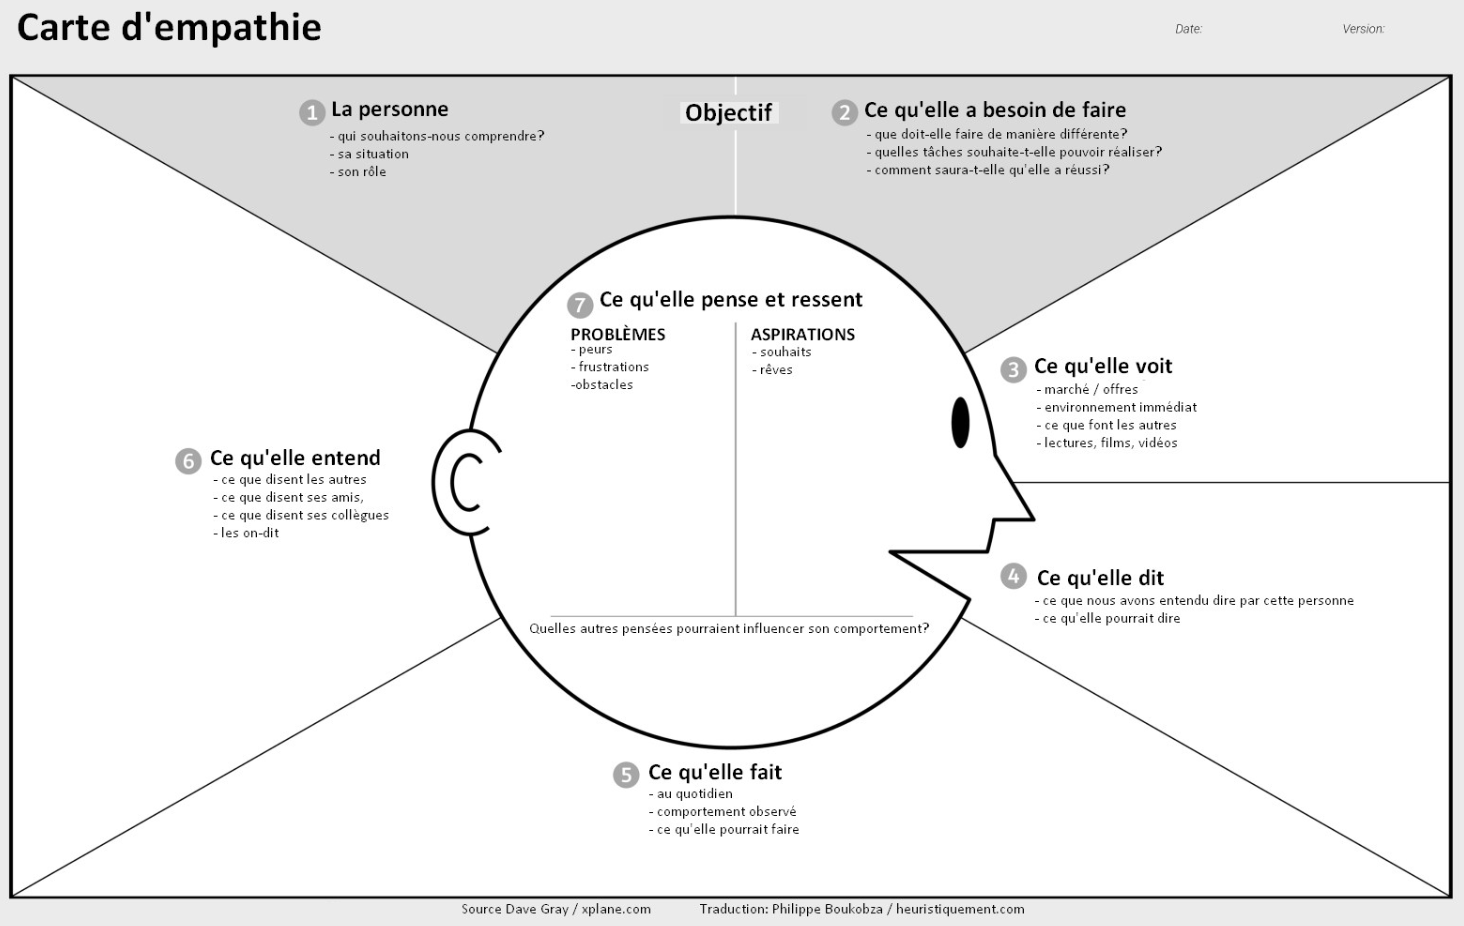 Carte d'empathie
Date:
Version:
Objectif
1 La personne
- qui souhaitons-nous comprendre?
- sa situation
- son rôle
2 Ce qu'elle a besoin de faire
- que doit-elle faire de manière différente?
- quelles tâches souhaite-t-elle pouvoir réaliser?
- comment saura-t-elle qu'elle a réussi?
3 Ce qu'elle voit
- marché / offres
- environnement immédiat
- ce que font les autres
- lectures, films, vidéos
4 Ce qu'elle dit
- ce que nous avons entendu dire par cette personne
- ce qu'elle pourrait dire
5 Ce qu'elle fait
- au quotidien
- comportement observé
- ce qu'elle pourrait faire
6 Ce qu'elle entend
- ce que disent les autres
- ce que disent ses amis,
- ce que disent ses collègues
- les on-dit
7 Ce qu'elle pense et ressent
PROBLÈMES
- peurs
- frustrations
-obstacles
ASPIRATIONS
- souhaits
- rêves
Quelles autres pensées pourraient influencer son comportement?
Source Dave Gray / xplane.com
Traduction: Philippe Boukobza / heuristiquement.com